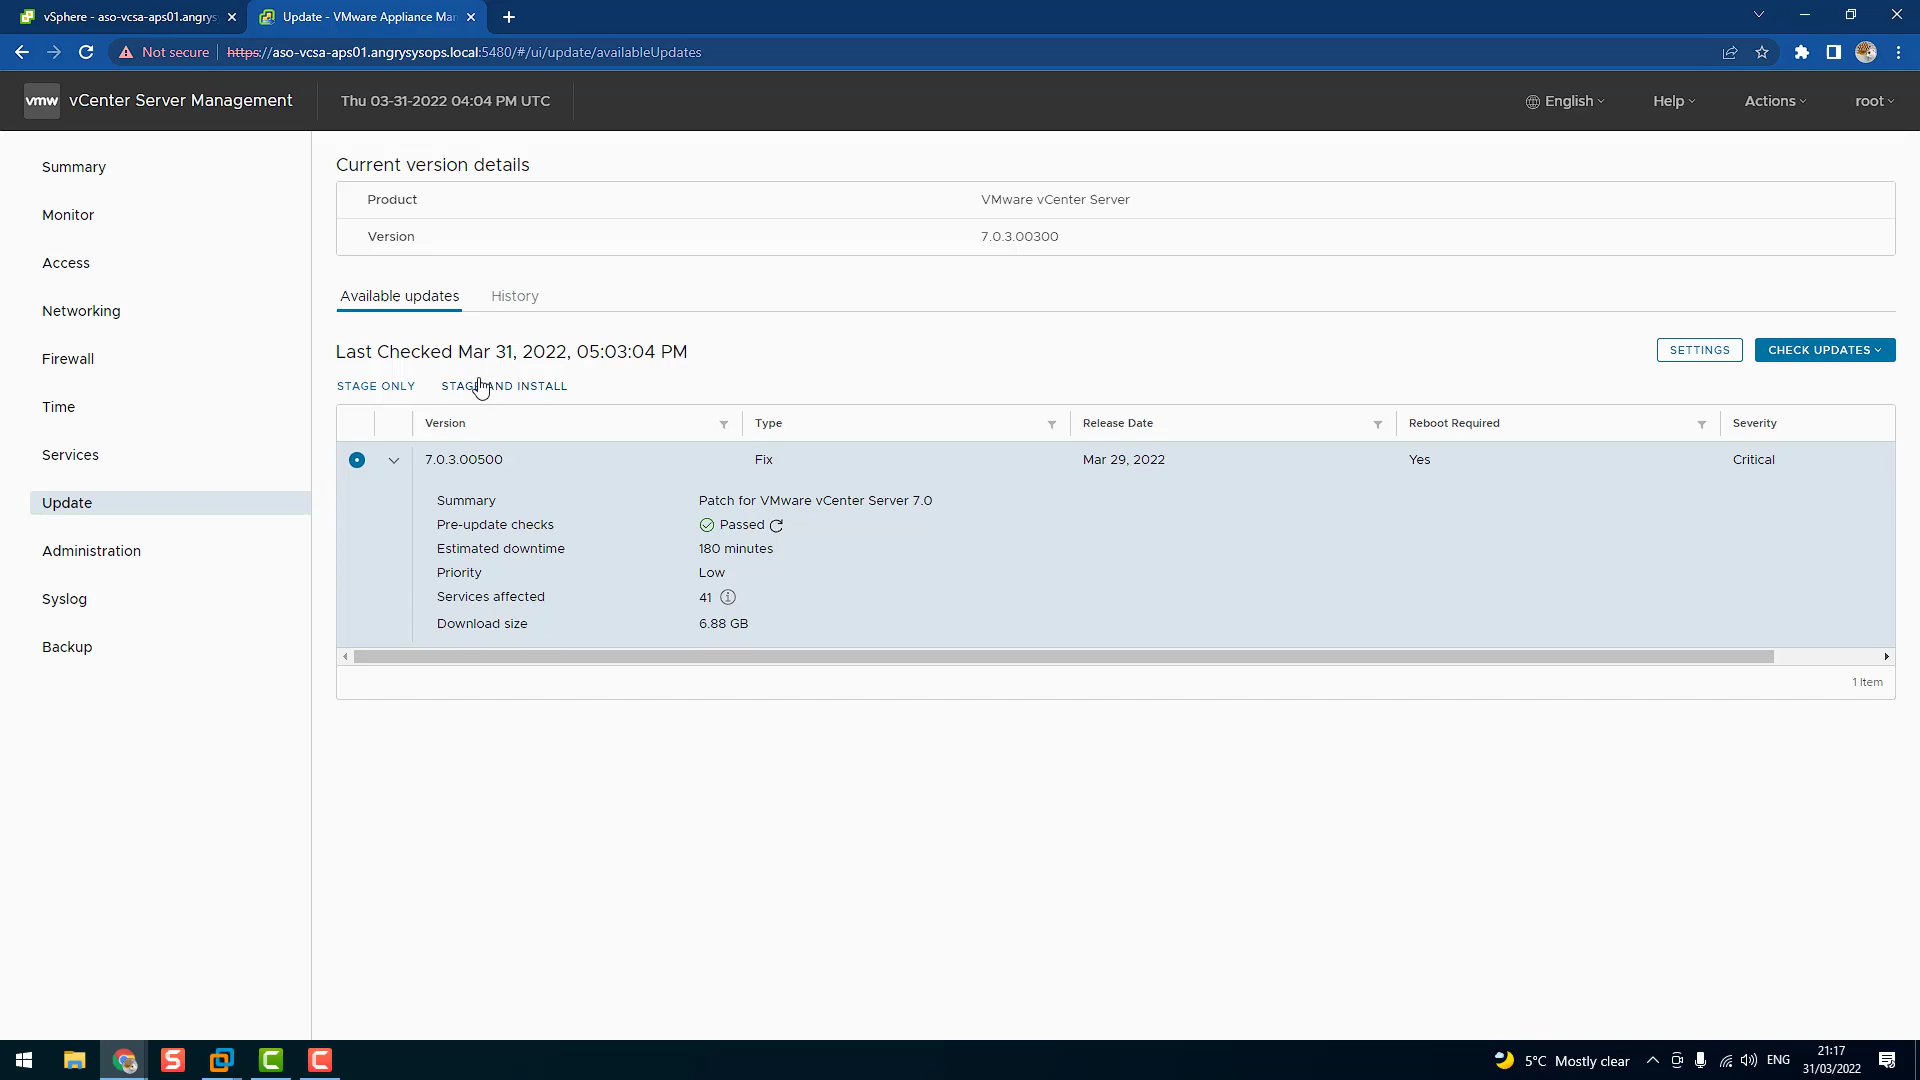 vSphere - aso-vcsa-aps01.angrys
Update - VMware Appliance Man
Not secure
https://aso-vcsa-aps01.angrysysops.local:5480/#/ui/update/availableUpdates
vmw
vCenter Server Management
Thu 03-31-2022 04:04 PM UTC
English
Help
Actions
root
Summary
Monitor
Access
Networking
Firewall
Time
Services
Update
Administration
Syslog
Backup
Current version details
Product VMware vCenter Server
Version 7.0.3.00300
Available updates History
Last Checked Mar 31, 2022, 05:03:04 PM
SETTINGS CHECK UPDATES
STAGE ONLY STAGE AND INSTALL
Version Type Release Date Reboot Required Severity
7.0.3.00500 Fix Mar 29, 2022 Yes Critical
Summary Patch for VMware vCenter Server 7.0
Pre-update checks Passed
Estimated downtime 180 minutes
Priority Low
Services affected 41
Download size 6.88 GB
1 Item
5°C Mostly clear
ENG
21:17
31/03/2022